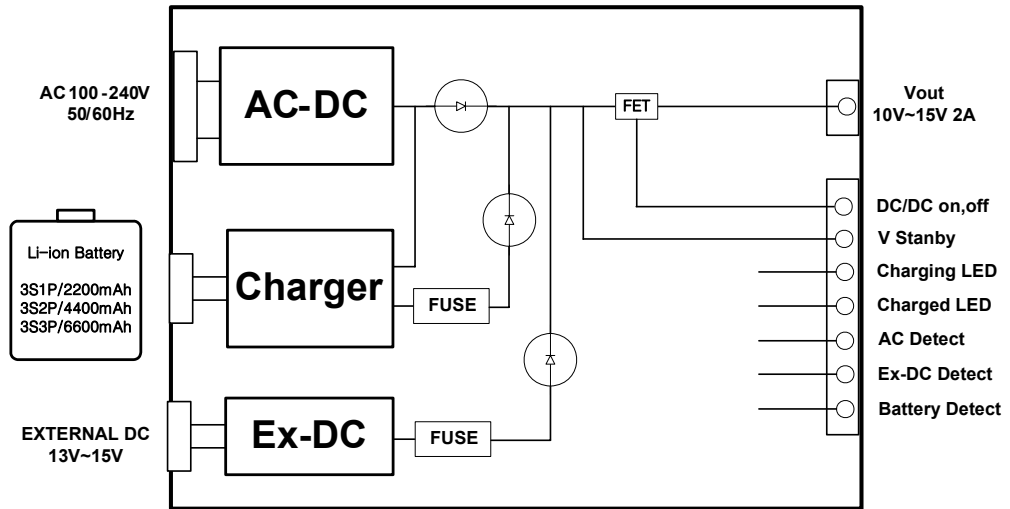 AC 100-240V
50/60Hz
AC-DC
FET
Vout
10V~15V 2A
Li-ion Battery
3S1P/2200mAh
3S2P/4400mAh
3S3P/6600mAh
Charger
FUSE
DC/DC on,off
V Stanby
Charging LED
Charged LED
AC Detect
Ex-DC Detect
Battery Detect
EXTERNAL DC
13V~15V
Ex-DC
FUSE